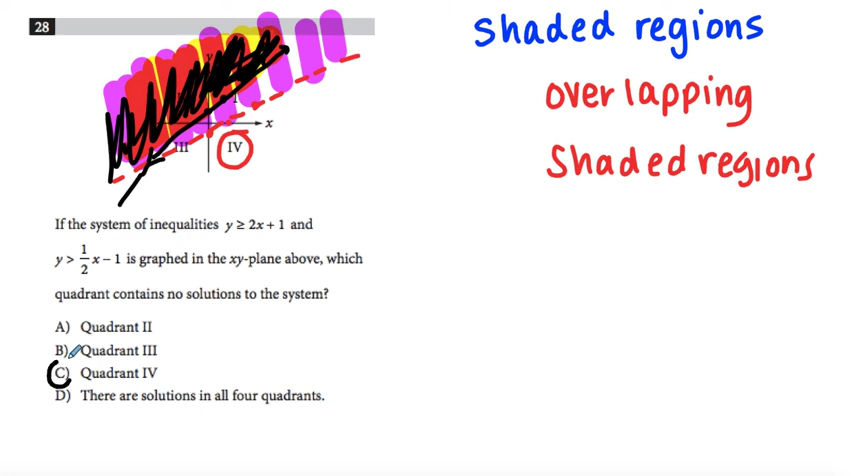 28
shaded regions
overlapping
shaded regions
y
I
x
III
IV
If the system of inequalities y ≥ 2x + 1 and
y > 1/2 x − 1 is graphed in the xy-plane above, which
quadrant contains no solutions to the system?
A) Quadrant II
B) Quadrant III
C) Quadrant IV
D) There are solutions in all four quadrants.